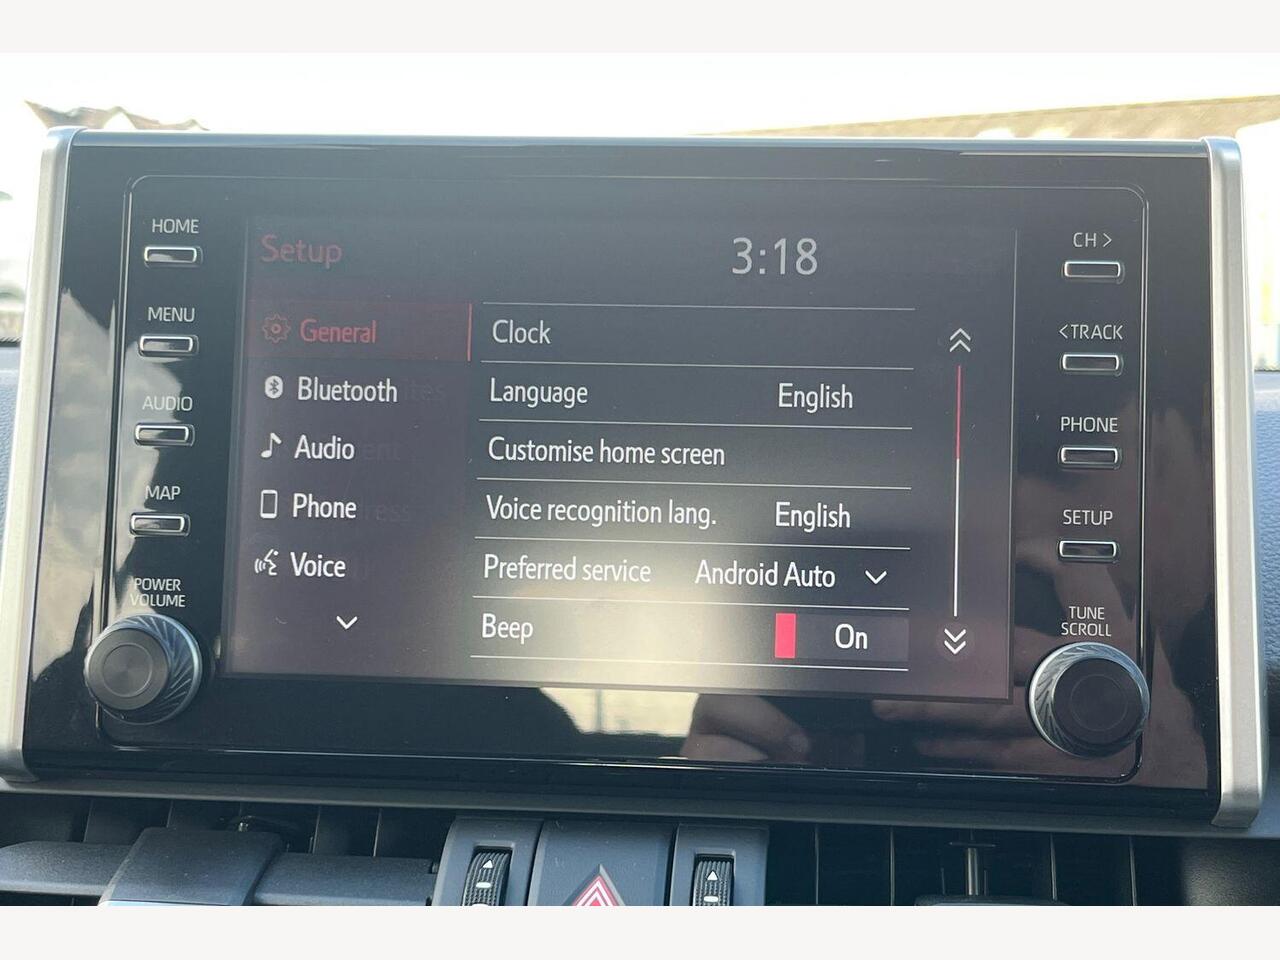 HOME
MENU
AUDIO
MAP
POWER
VOLUME
Setup
3:18
General
Bluetooth
Audio
Phone
Voice
Clock
Language English
Customise home screen
Voice recognition lang. English
Preferred service Android Auto
Beep On
CH >
< TRACK
PHONE
SETUP
TUNE
SCROLL